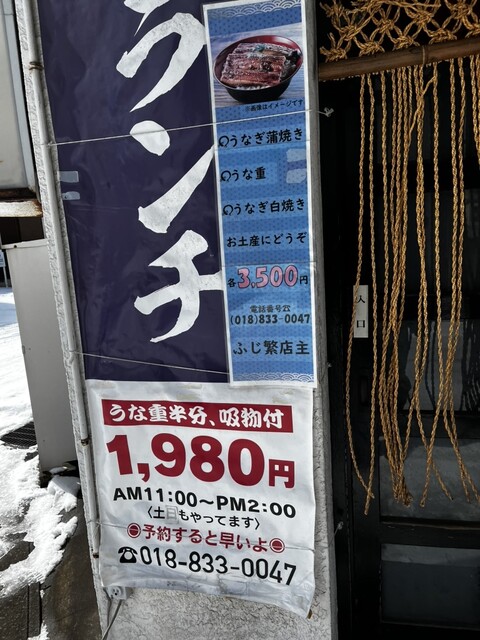 ランチ
※画像はイメージです
うなぎ蒲焼き
うな重
うなぎ白焼き
お土産にどうぞ
各3,500円
電話番号☎
(018)833-0047
ふじ繁店主
うな重半分、吸物付
1,980円
AM11:00～PM2:00
〈土日もやってます〉
◉予約すると早いよ◉
☎018-833-0047
入口